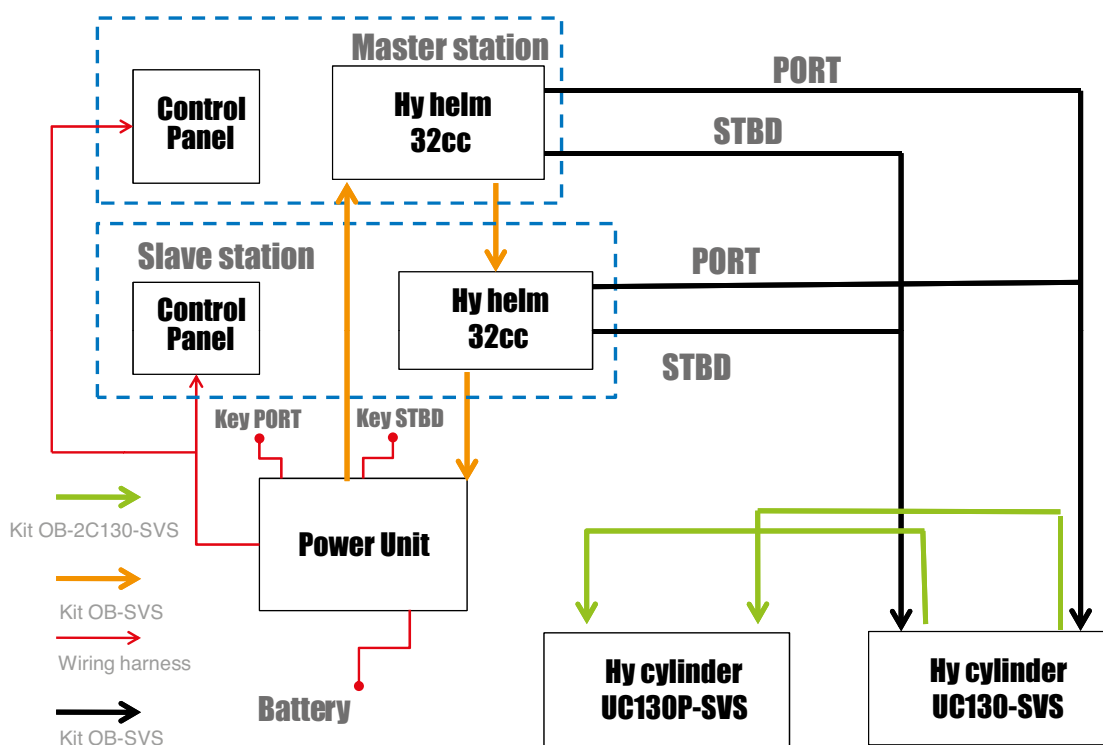 Master station
PORT
Control
Panel
Hy helm
32cc
STBD
Slave station
PORT
Control
Panel
Hy helm
32cc
STBD
Key PORT
Key STBD
Kit OB-2C130-SVS
Power Unit
Kit OB-SVS
Wiring harness
Battery
Hy cylinder
UC130P-SVS
Hy cylinder
UC130-SVS
Kit OB-SVS